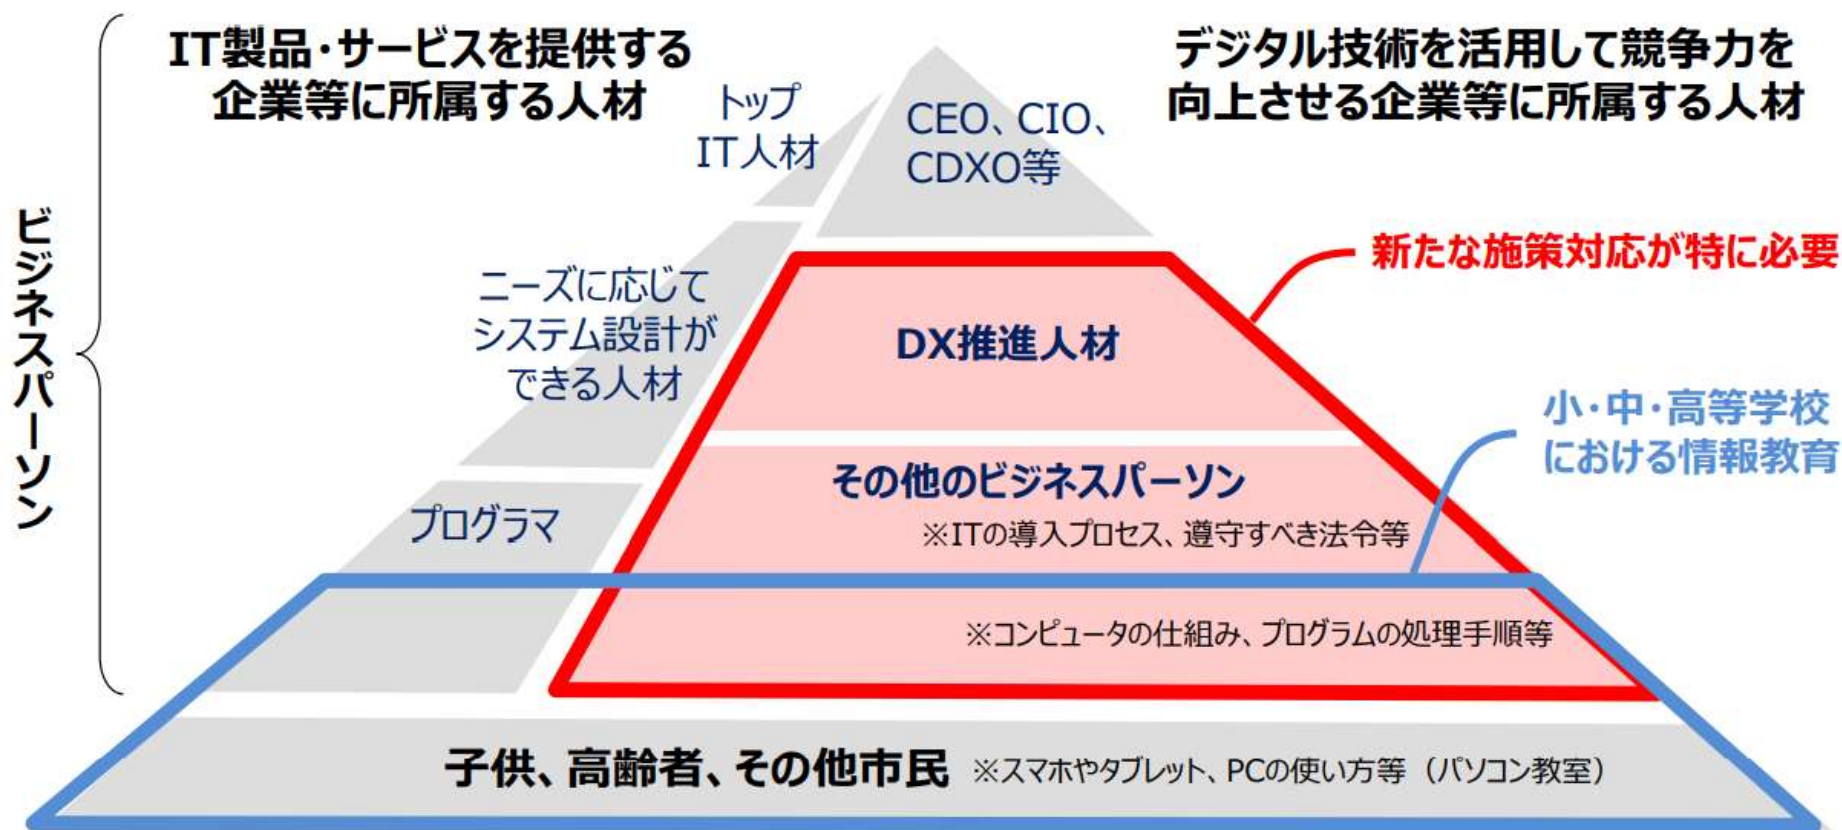 IT製品・サービスを提供する
企業等に所属する人材
デジタル技術を活用して競争力を
向上させる企業等に所属する人材
トップ
IT人材
CEO、CIO、
CDXO等
ビジネスパーソン
新たな施策対応が特に必要
ニーズに応じて
システム設計が
できる人材
DX推進人材
小・中・高等学校
における情報教育
その他のビジネスパーソン
※ITの導入プロセス、遵守すべき法令等
プログラマ
※コンピュータの仕組み、プログラムの処理手順等
子供、高齢者、その他市民 ※スマホやタブレット、PCの使い方等（パソコン教室）